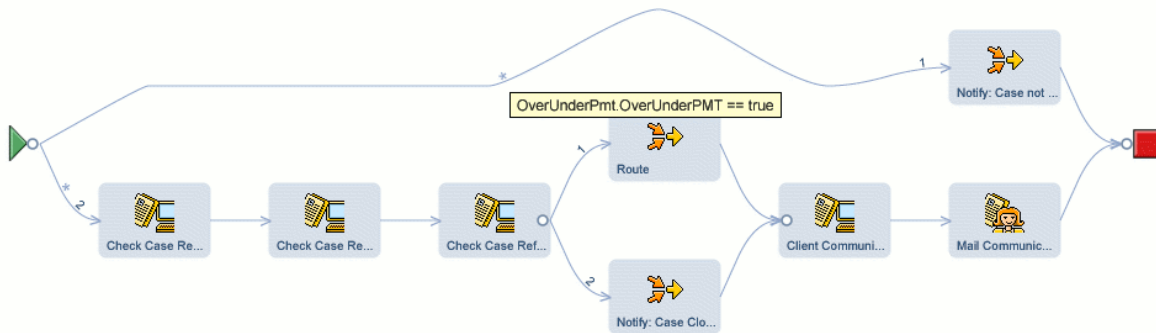 *
1
Notify: Case not ...
OverUnderPmt.OverUnderPMT == true
1
Route
*
2
Check Case Re...
Check Case Re...
Check Case Ref...
Client Communi...
Mail Communic...
2
Notify: Case Clo...